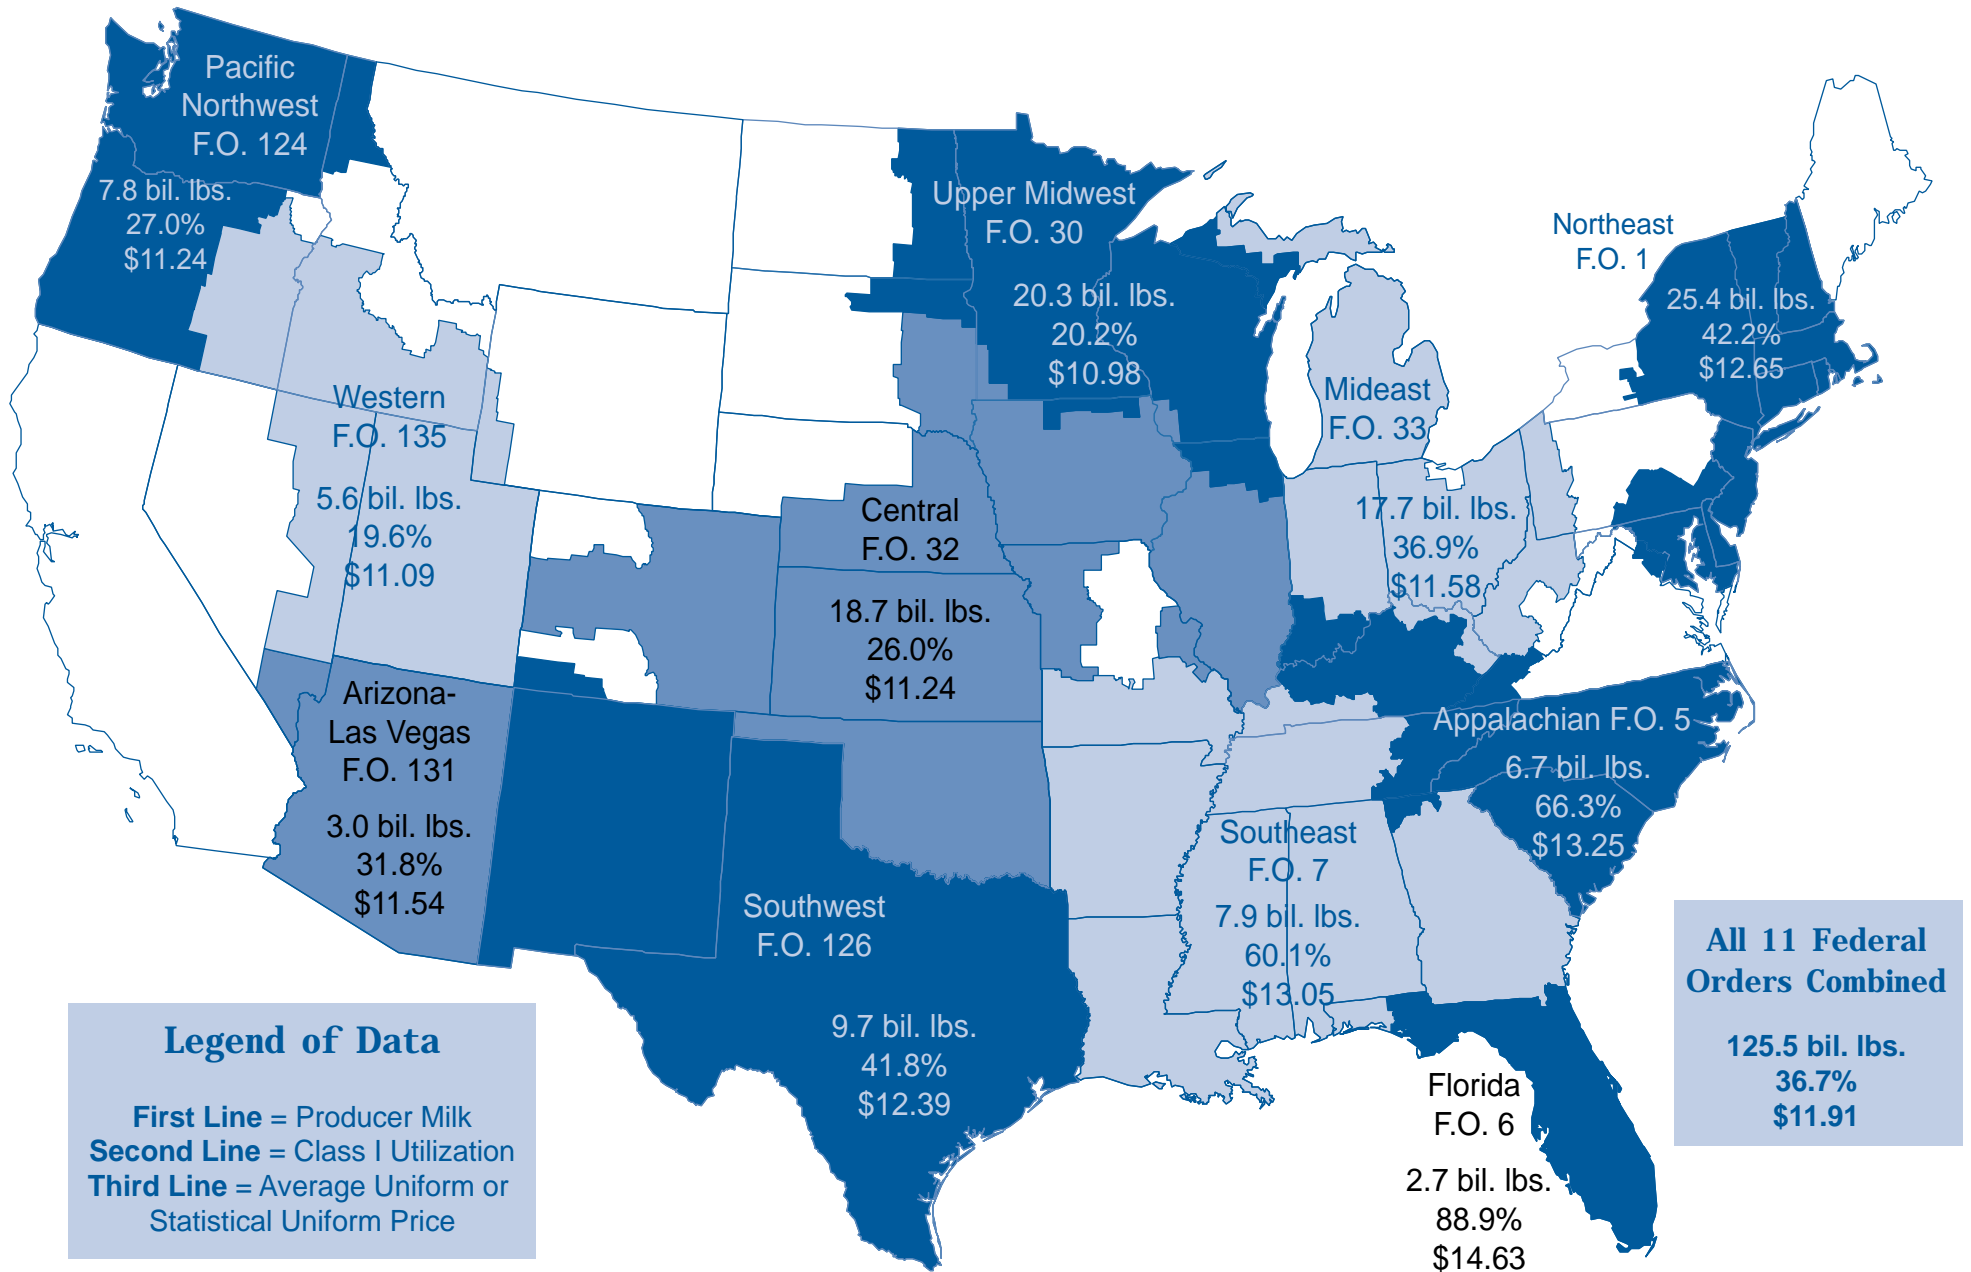 Pacific
Northwest
F.O. 124
7.8 bil. lbs.
27.0%
$11.24
Upper Midwest
F.O. 30
20.3 bil. lbs.
20.2%
$10.98
Northeast
F.O. 1
25.4 bil. lbs.
42.2%
$12.65
Western
F.O. 135
5.6 bil. lbs.
19.6%
$11.09
Mideast
F.O. 33
17.7 bil. lbs.
36.9%
$11.58
Central
F.O. 32
18.7 bil. lbs.
26.0%
$11.24
Arizona-
Las Vegas
F.O. 131
3.0 bil. lbs.
31.8%
$11.54
Appalachian F.O. 5
6.7 bil. lbs.
66.3%
$13.25
Southwest
F.O. 126
9.7 bil. lbs.
41.8%
$12.39
Southeast
F.O. 7
7.9 bil. lbs.
60.1%
$13.05
Florida
F.O. 6
2.7 bil. lbs.
88.9%
$14.63
All 11 Federal
Orders Combined
125.5 bil. lbs.
36.7%
$11.91
Legend of Data
First Line = Producer Milk
Second Line = Class I Utilization
Third Line = Average Uniform or
Statistical Uniform Price